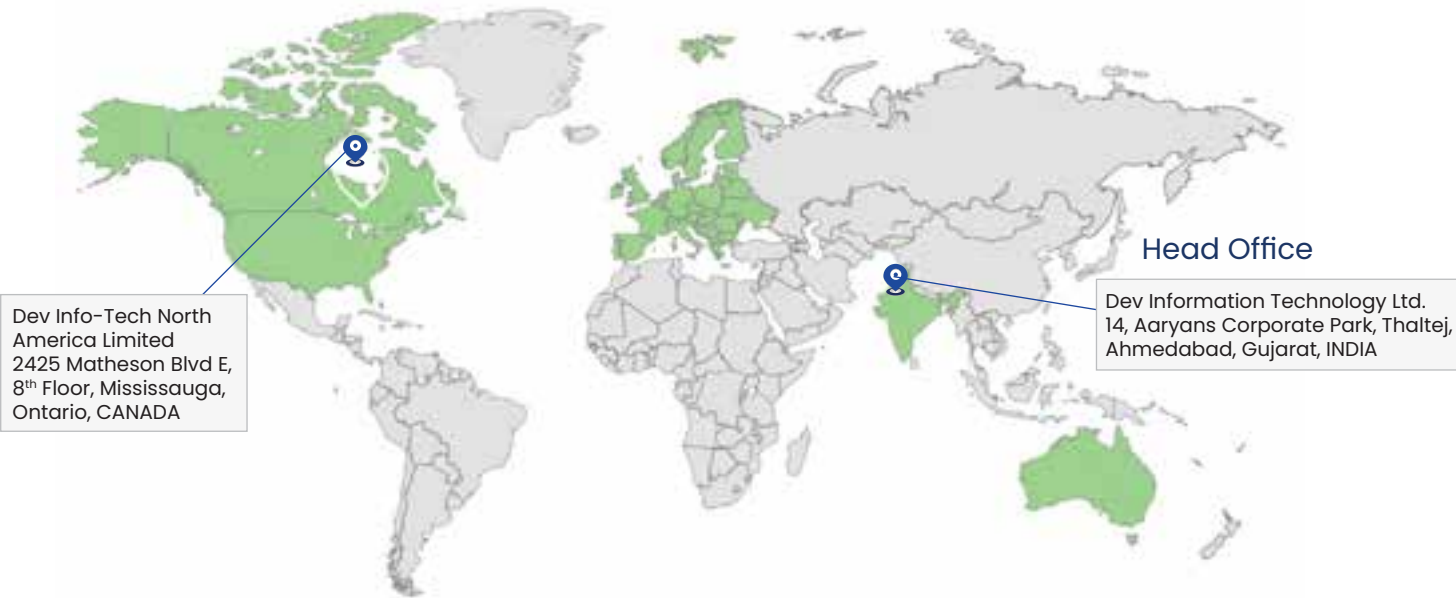 Head Office
Dev Information Technology Ltd.
14, Aaryans Corporate Park, Thaltej,
Ahmedabad, Gujarat, INDIA
Dev Info-Tech North
America Limited
2425 Matheson Blvd E,
8th Floor, Mississauga,
Ontario, CANADA